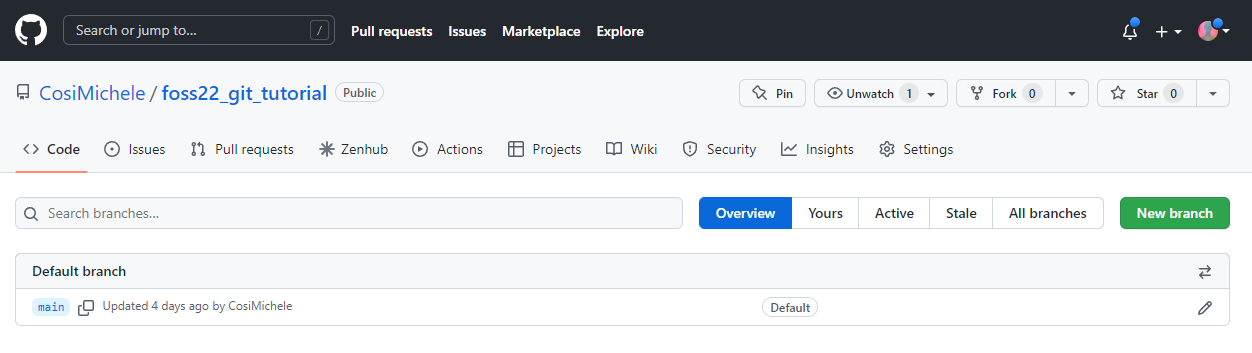 Search or jump to... /
Pull requests Issues Marketplace Explore
CosiMichele / foss22_git_tutorial Public
Pin Unwatch 1 Fork 0 Star 0
Code Issues Pull requests Zenhub Actions Projects Wiki Security Insights Settings
Search branches... Overview Yours Active Stale All branches New branch
Default branch
main Updated 4 days ago by CosiMichele Default